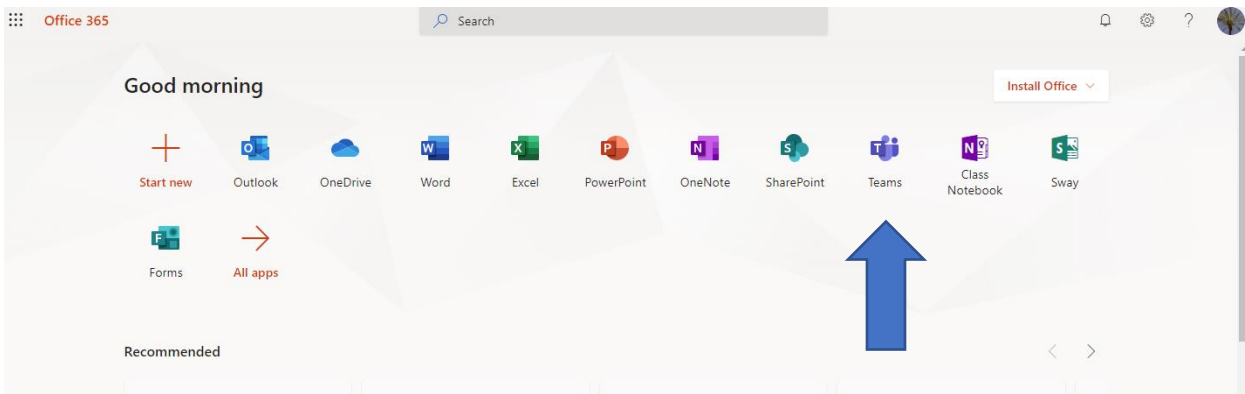 Office 365
Search
?
Good morning
Install Office
Start new
Outlook
OneDrive
Word
Excel
PowerPoint
OneNote
SharePoint
Teams
Class
Notebook
Sway
Forms
All apps
Recommended